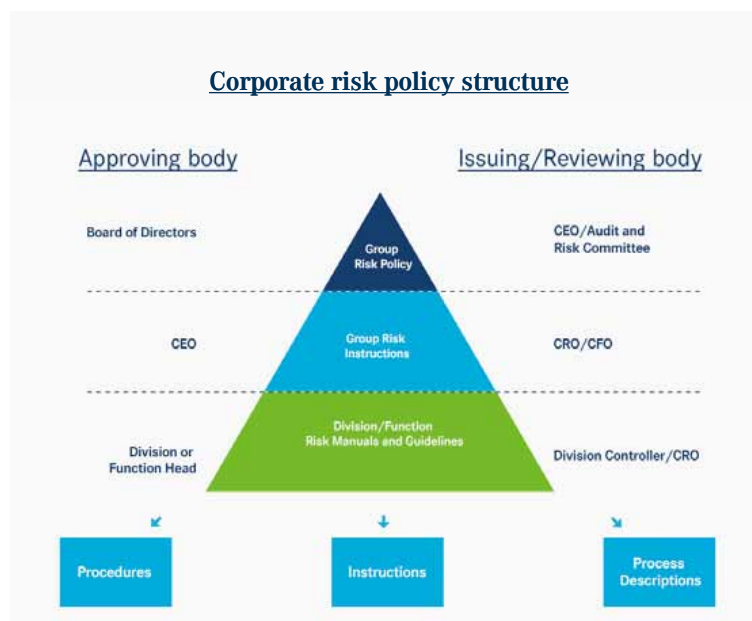 Corporate risk policy structure
Approving body
Issuing/Reviewing body
Board of Directors
Group
Risk Policy
CEO/Audit and
Risk Committee
CEO
Group Risk
Instructions
CRO/CFO
Division or
Function Head
Division/Function
Risk Manuals and Guidelines
Division Controller/CRO
Procedures
Instructions
Process
Descriptions